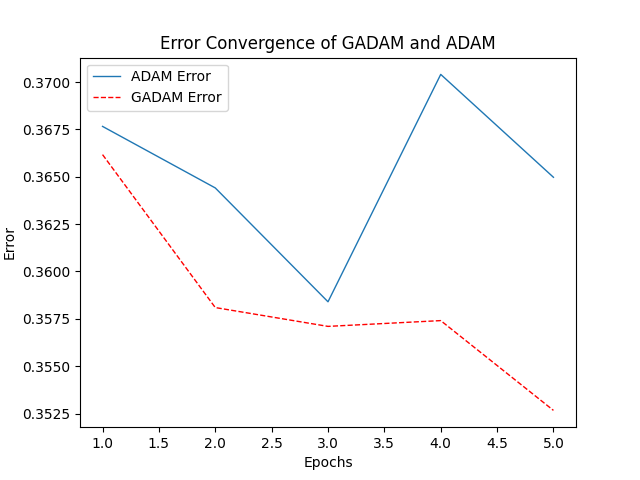 Error Convergence of GADAM and ADAM
ADAM Error
GADAM Error
0.3700
0.3675
0.3650
0.3625
0.3600
0.3575
0.3550
0.3525
Error
1.0 1.5 2.0 2.5 3.0 3.5 4.0 4.5 5.0
Epochs